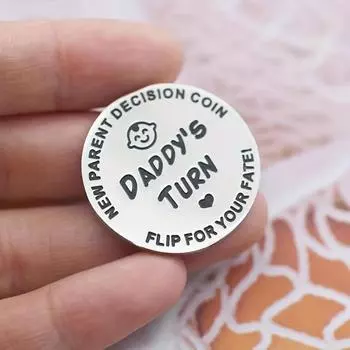 NEW PARENT DECISION COIN
DADDY'S
TURN
FLIP FOR YOUR FATE!